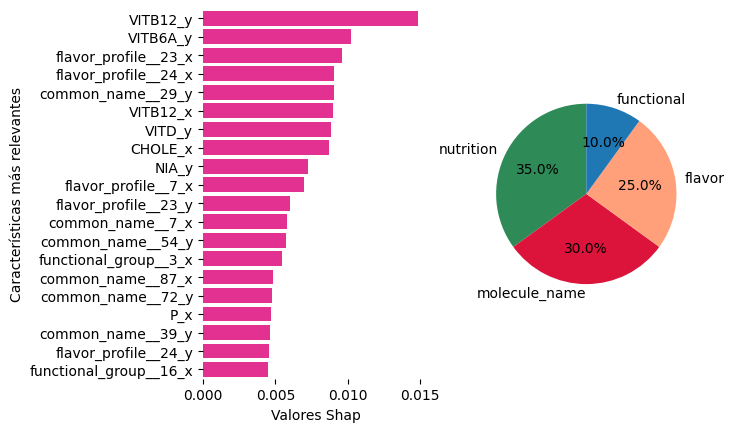 Características más relevantes
VITB12_y
VITB6A_y
flavor_profile__23_x
flavor_profile__24_x
common_name__29_y
VITB12_x
VITD_y
CHOLE_x
NIA_y
flavor_profile__7_x
flavor_profile__23_y
common_name__7_x
common_name__54_y
functional_group__3_x
common_name__87_x
common_name__72_y
P_x
common_name__39_y
flavor_profile__24_y
functional_group__16_x
0.000 0.005 0.010 0.015
Valores Shap
functional
10.0%
nutrition
35.0%
flavor
25.0%
30.0%
molecule_name